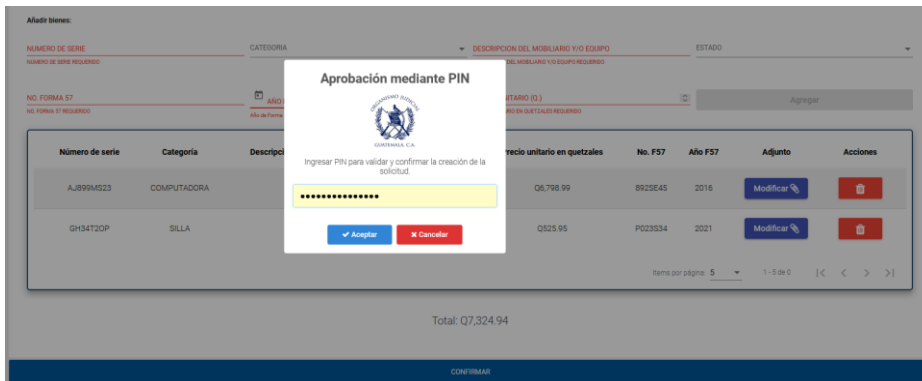 Añadir bienes:
NUMERO DE SERIE
CATEGORIA
DESCRIPCION DEL MOBILIARIO Y/O EQUIPO
ESTADO
NÚMERO DE SERIE REQUERIDO
DEL MOBILIARIO Y/O EQUIPO REQUERIDO
Aprobación mediante PIN
NO. FORMA 57
AÑO
ITARIO (Q.)
Agregar
NO. FORMA 57 REQUERIDO
Año de Forma
ARIO EN QUETZALES REQUERIDO
ORGANISMO JUDICIAL
GUATEMALA, C.A.
Ingresar PIN para validar y confirmar la creación de la
solicitud.
•••••••••••••••
Aceptar
Cancelar
Número de serie Categoría Descripci recio unitario en quetzales No. F57 Año F57 Adjunto Acciones
AJ899MS23 COMPUTADORA Q6,798.99 892SE45 2016 Modificar
GH34T2OP SILLA Q525.95 P023S34 2021 Modificar
Items por página: 5 1 - 5 de 0
Total: Q7,324.94
CONFIRMAR